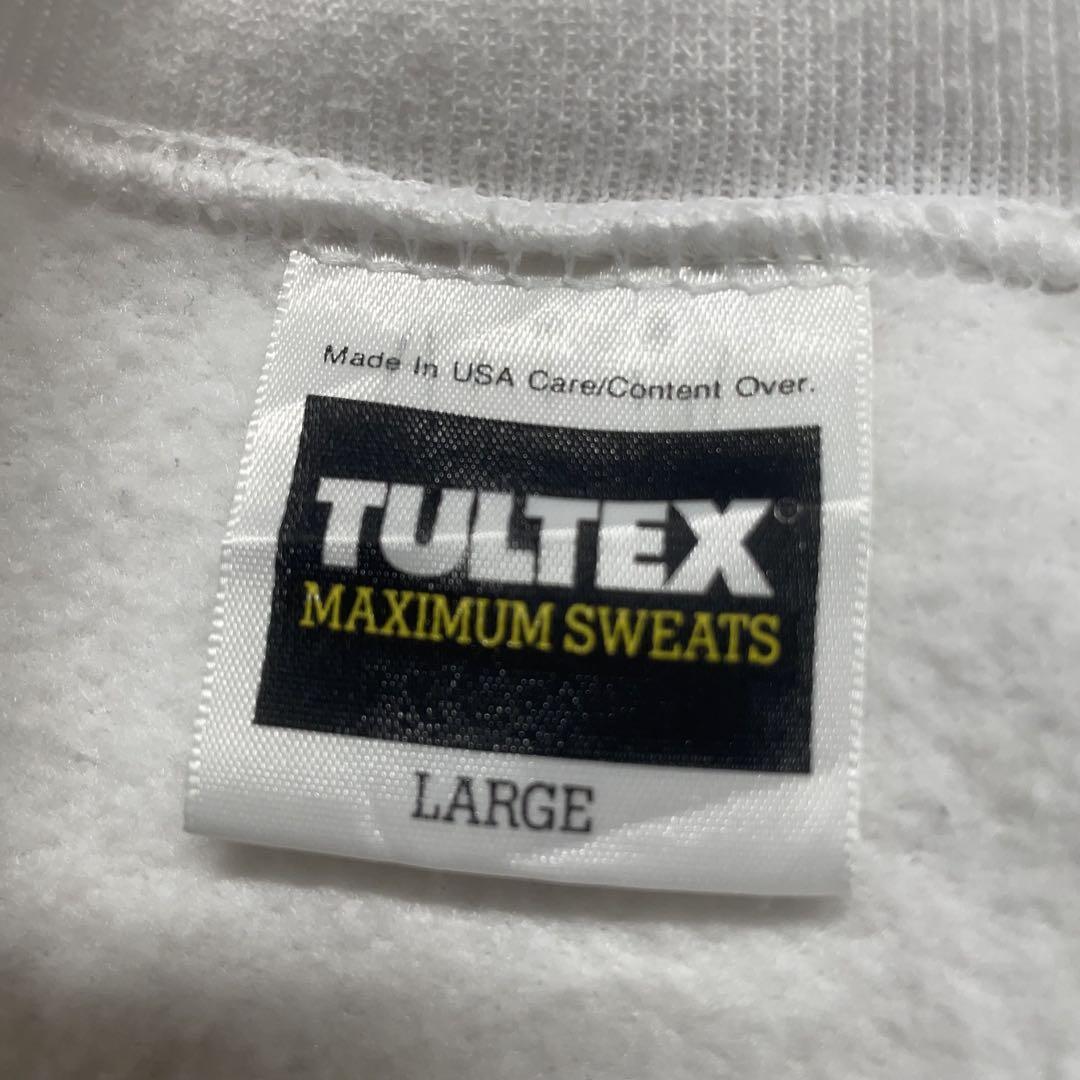 Made In USA Care/Content Over.
TULTEX®
MAXIMUM SWEATS
LARGE